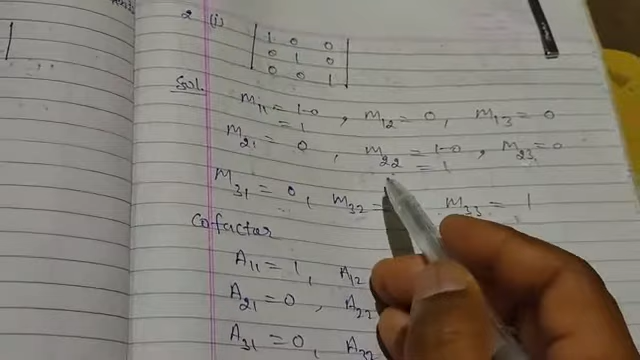 2 (i) | 1 0 0 |
| 0 1 0 |
| 0 0 1 |
Sol. M11 = 1-0 , M12 = 0, M13 = 0
= 1
M21 = 0 , M22 = 1-0 , M23 = 0
= 1
M31 = 0, M32 = M33 = 1
Cofactor
A11 = 1, A12
A21 = 0 , A22
A31 = 0, A32